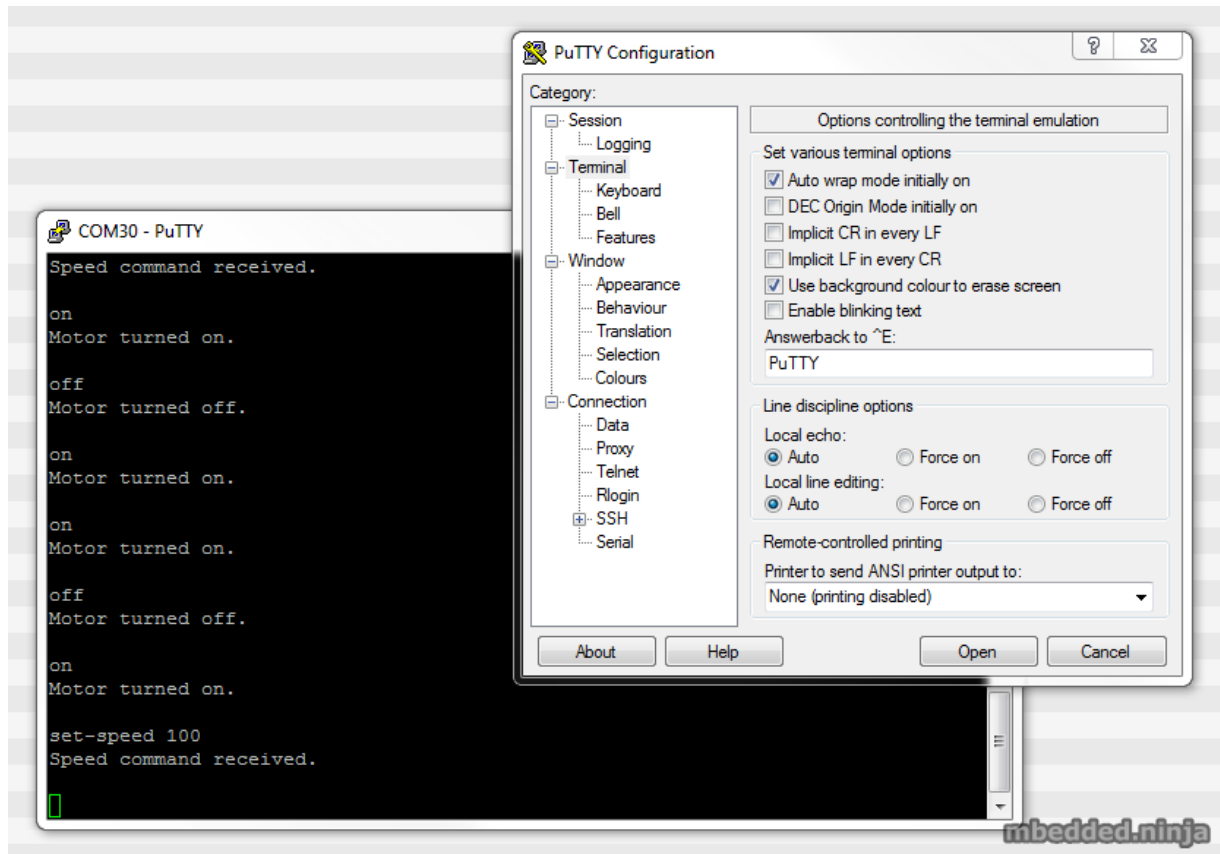 PuTTY Configuration
Category:
Session
Logging
Terminal
Keyboard
Bell
Features
Window
Appearance
Behaviour
Translation
Selection
Colours
Connection
Data
Proxy
Telnet
Rlogin
SSH
Serial
Options controlling the terminal emulation
Set various terminal options
Auto wrap mode initially on
DEC Origin Mode initially on
Implicit CR in every LF
Implicit LF in every CR
Use background colour to erase screen
Enable blinking text
Answerback to ^E:
PuTTY
Line discipline options
Local echo:
Auto Force on Force off
Local line editing:
Auto Force on Force off
Remote-controlled printing
Printer to send ANSI printer output to:
None (printing disabled)
About Help Open Cancel
COM30 - PuTTY
Speed command received.
on
Motor turned on.
off
Motor turned off.
on
Motor turned on.
on
Motor turned on.
off
Motor turned off.
on
Motor turned on.
set-speed 100
Speed command received.
mbedded.ninja